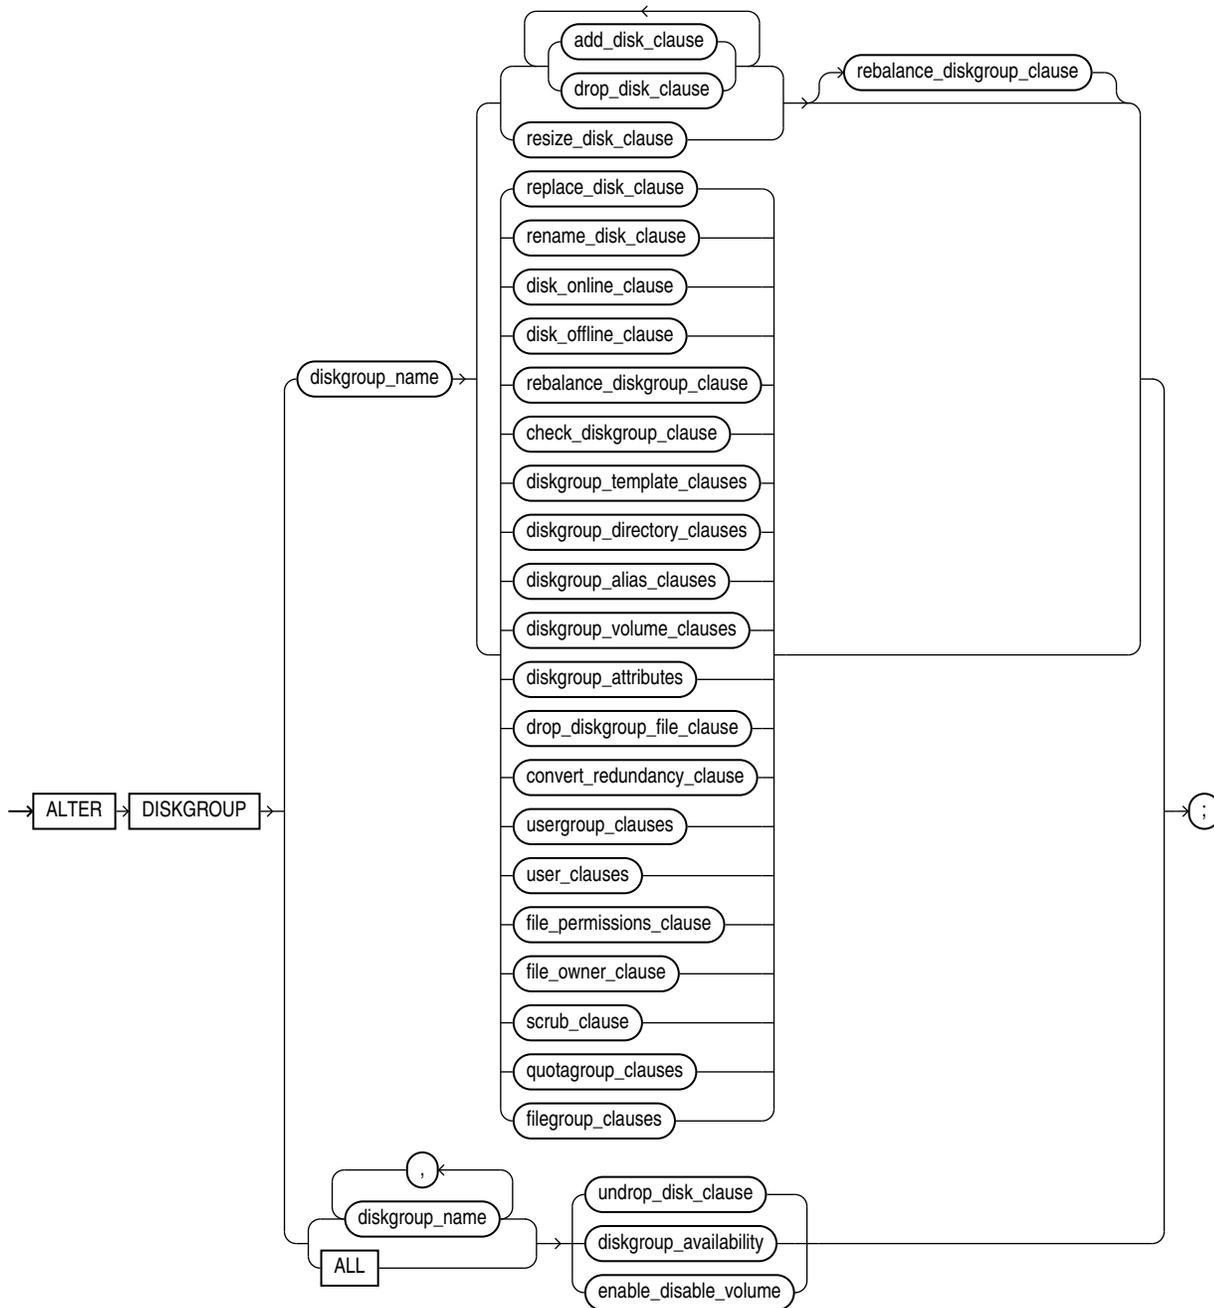 add_disk_clause
drop_disk_clause
rebalance_diskgroup_clause
resize_disk_clause
replace_disk_clause
rename_disk_clause
disk_online_clause
disk_offline_clause
diskgroup_name
rebalance_diskgroup_clause
check_diskgroup_clause
diskgroup_template_clauses
diskgroup_directory_clauses
diskgroup_alias_clauses
diskgroup_volume_clauses
diskgroup_attributes
drop_diskgroup_file_clause
convert_redundancy_clause
ALTER DISKGROUP ;
usergroup_clauses
user_clauses
file_permissions_clause
file_owner_clause
scrub_clause
quotagroup_clauses
filegroup_clauses
,
diskgroup_name
ALL
undrop_disk_clause
diskgroup_availability
enable_disable_volume